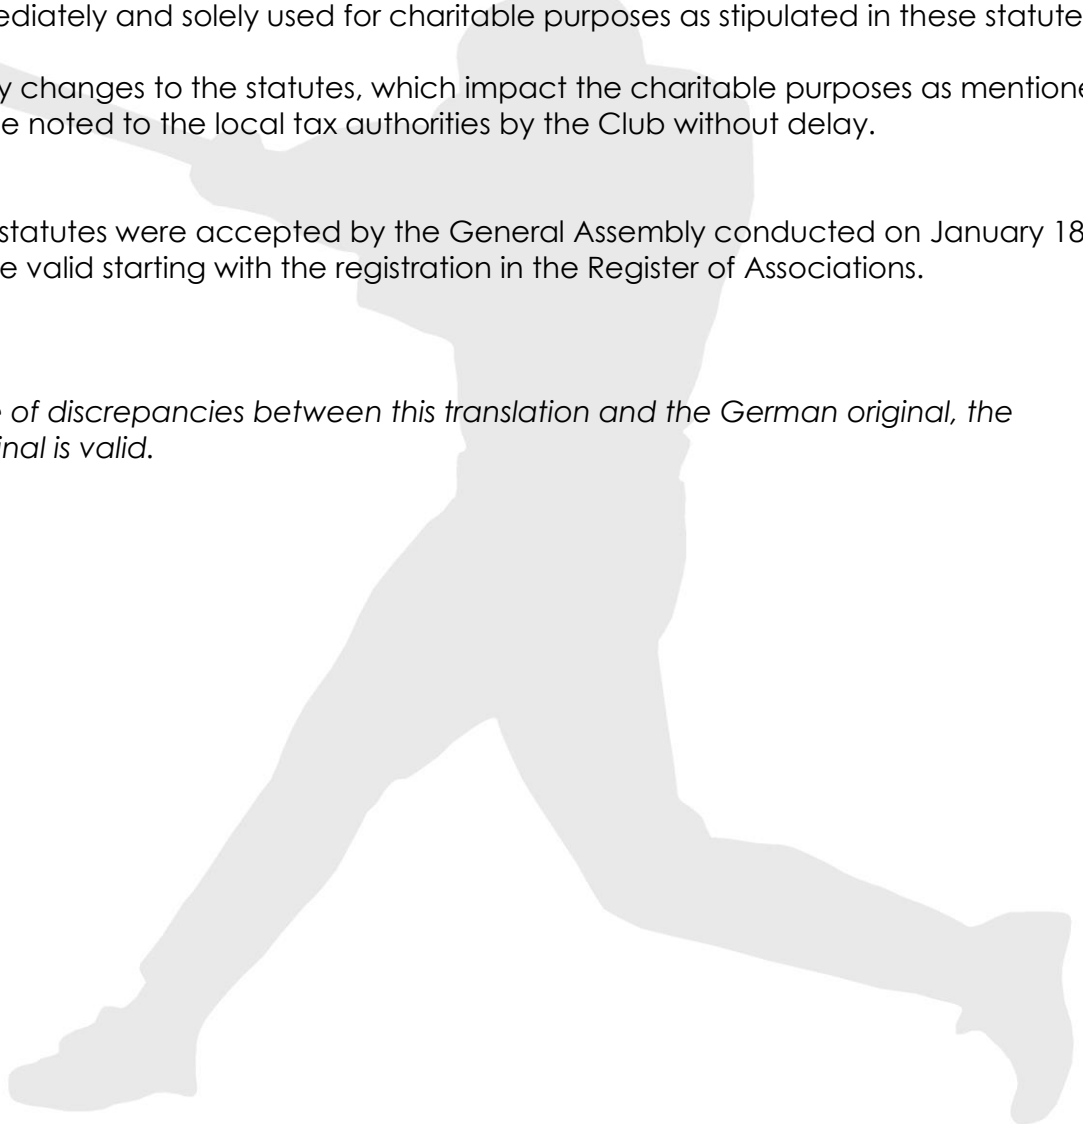 ediately and solely used for charitable purposes as stipulated in these statute
y changes to the statutes, which impact the charitable purposes as mentione
e noted to the local tax authorities by the Club without delay.
statutes were accepted by the General Assembly conducted on January 18
e valid starting with the registration in the Register of Associations.
e of discrepancies between this translation and the German original, the
inal is valid.